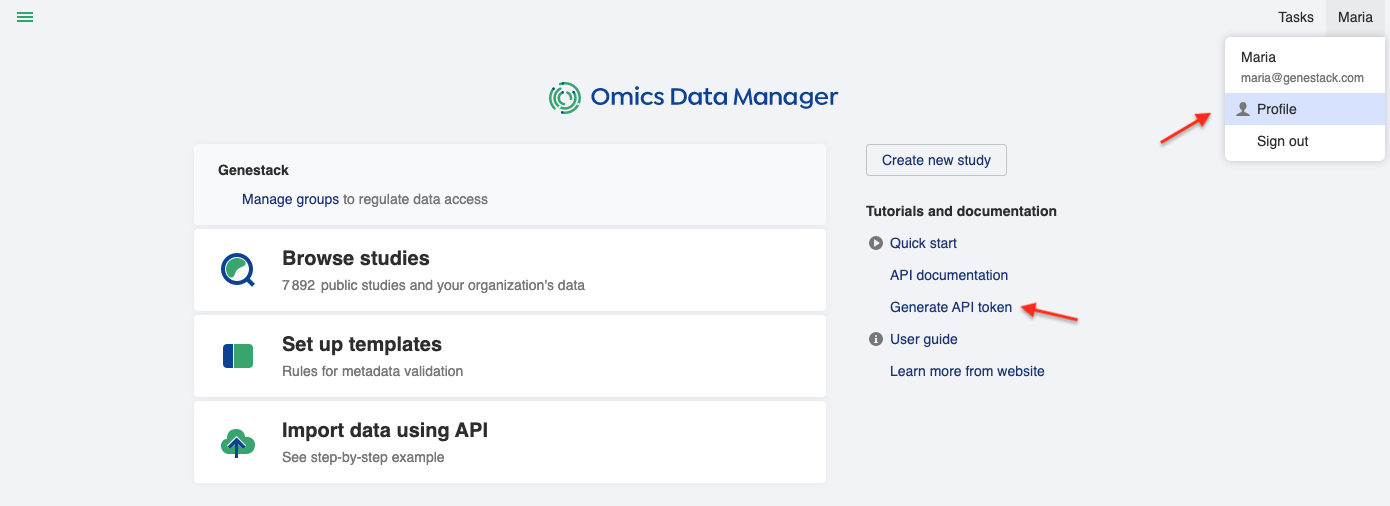 Tasks
Maria
Maria
maria@genestack.com
Profile
Sign out
Omics Data Manager
Genestack
Manage groups to regulate data access
Browse studies
7 892 public studies and your organization's data
Set up templates
Rules for metadata validation
Import data using API
See step-by-step example
Create new study
Tutorials and documentation
Quick start
API documentation
Generate API token
User guide
Learn more from website